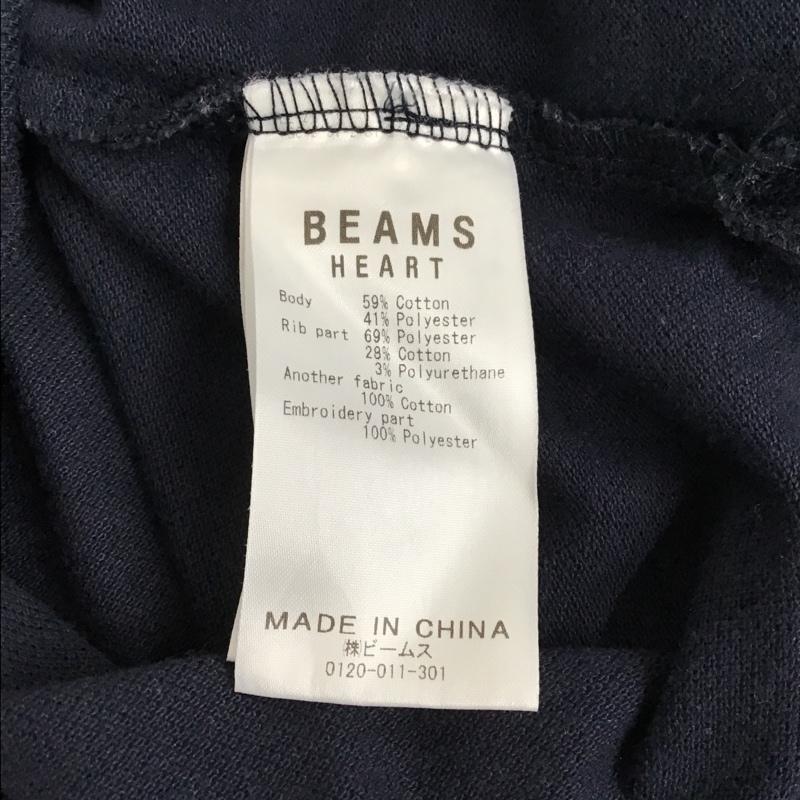 BEAMS
HEART
Body 59% Cotton
41% Polyester
Rib part 69% Polyester
28% Cotton
3% Polyurethane
Another fabric
100% Cotton
Embroidery part
100% Polyester
MADE IN CHINA
㈱ビームス
0120-011-301